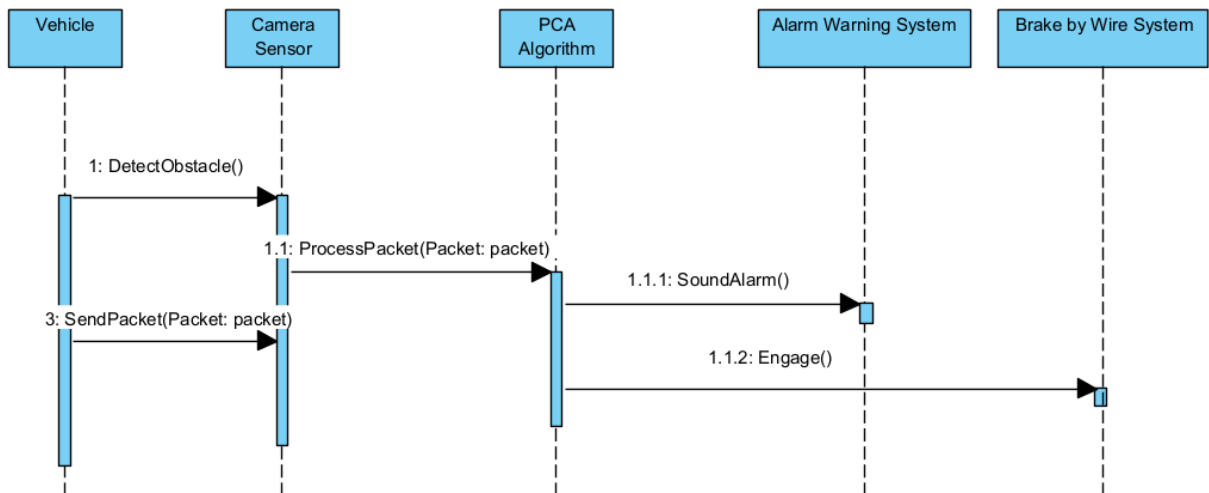 Vehicle
Camera
Sensor
PCA
Algorithm
Alarm Warning System
Brake by Wire System
1: DetectObstacle()
1.1: ProcessPacket(Packet: packet)
1.1.1: SoundAlarm()
3: SendPacket(Packet: packet)
1.1.2: Engage()